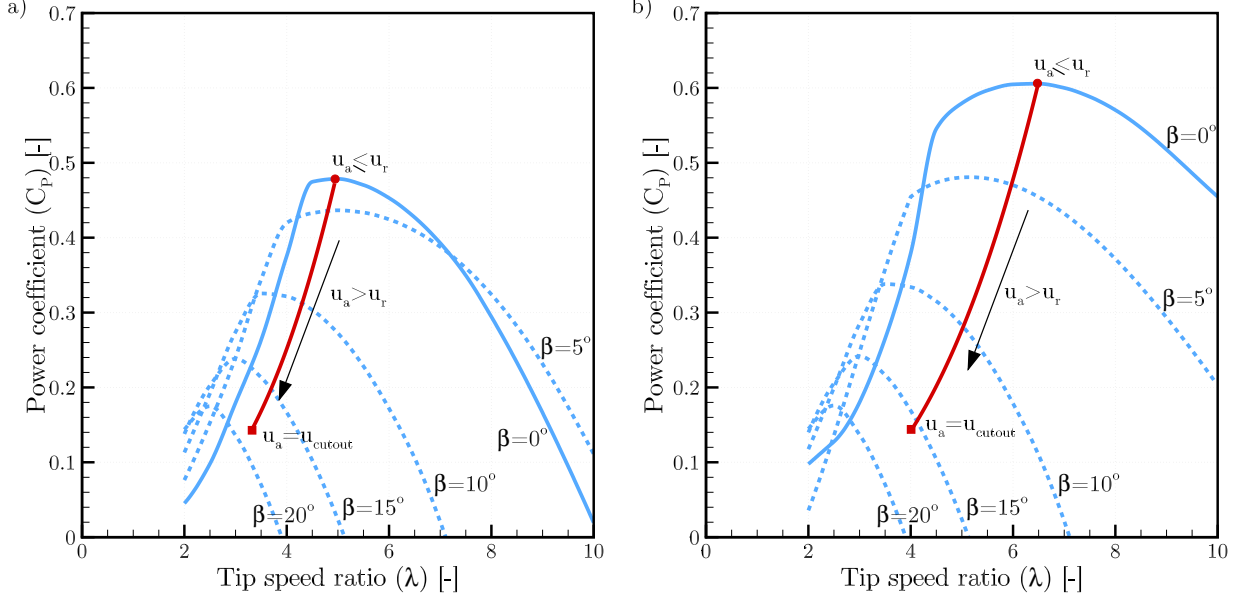 a)
0.7
0.6
0.5
0.4
0.3
0.2
0.1
0
0
2
4
6
8
10
Power coefficient (C_P) [-]
Tip speed ratio (λ) [-]
u_a⩽u_r
u_a>u_r
u_a=u_cutout
β=5°
β=0°
β=10°
β=15°
β=20°
b)
0.7
0.6
0.5
0.4
0.3
0.2
0.1
0
0
2
4
6
8
10
Power coefficient (C_P) [-]
Tip speed ratio (λ) [-]
u_a⩽u_r
β=0°
u_a>u_r
β=5°
u_a=u_cutout
β=10°
β=15°
β=20°